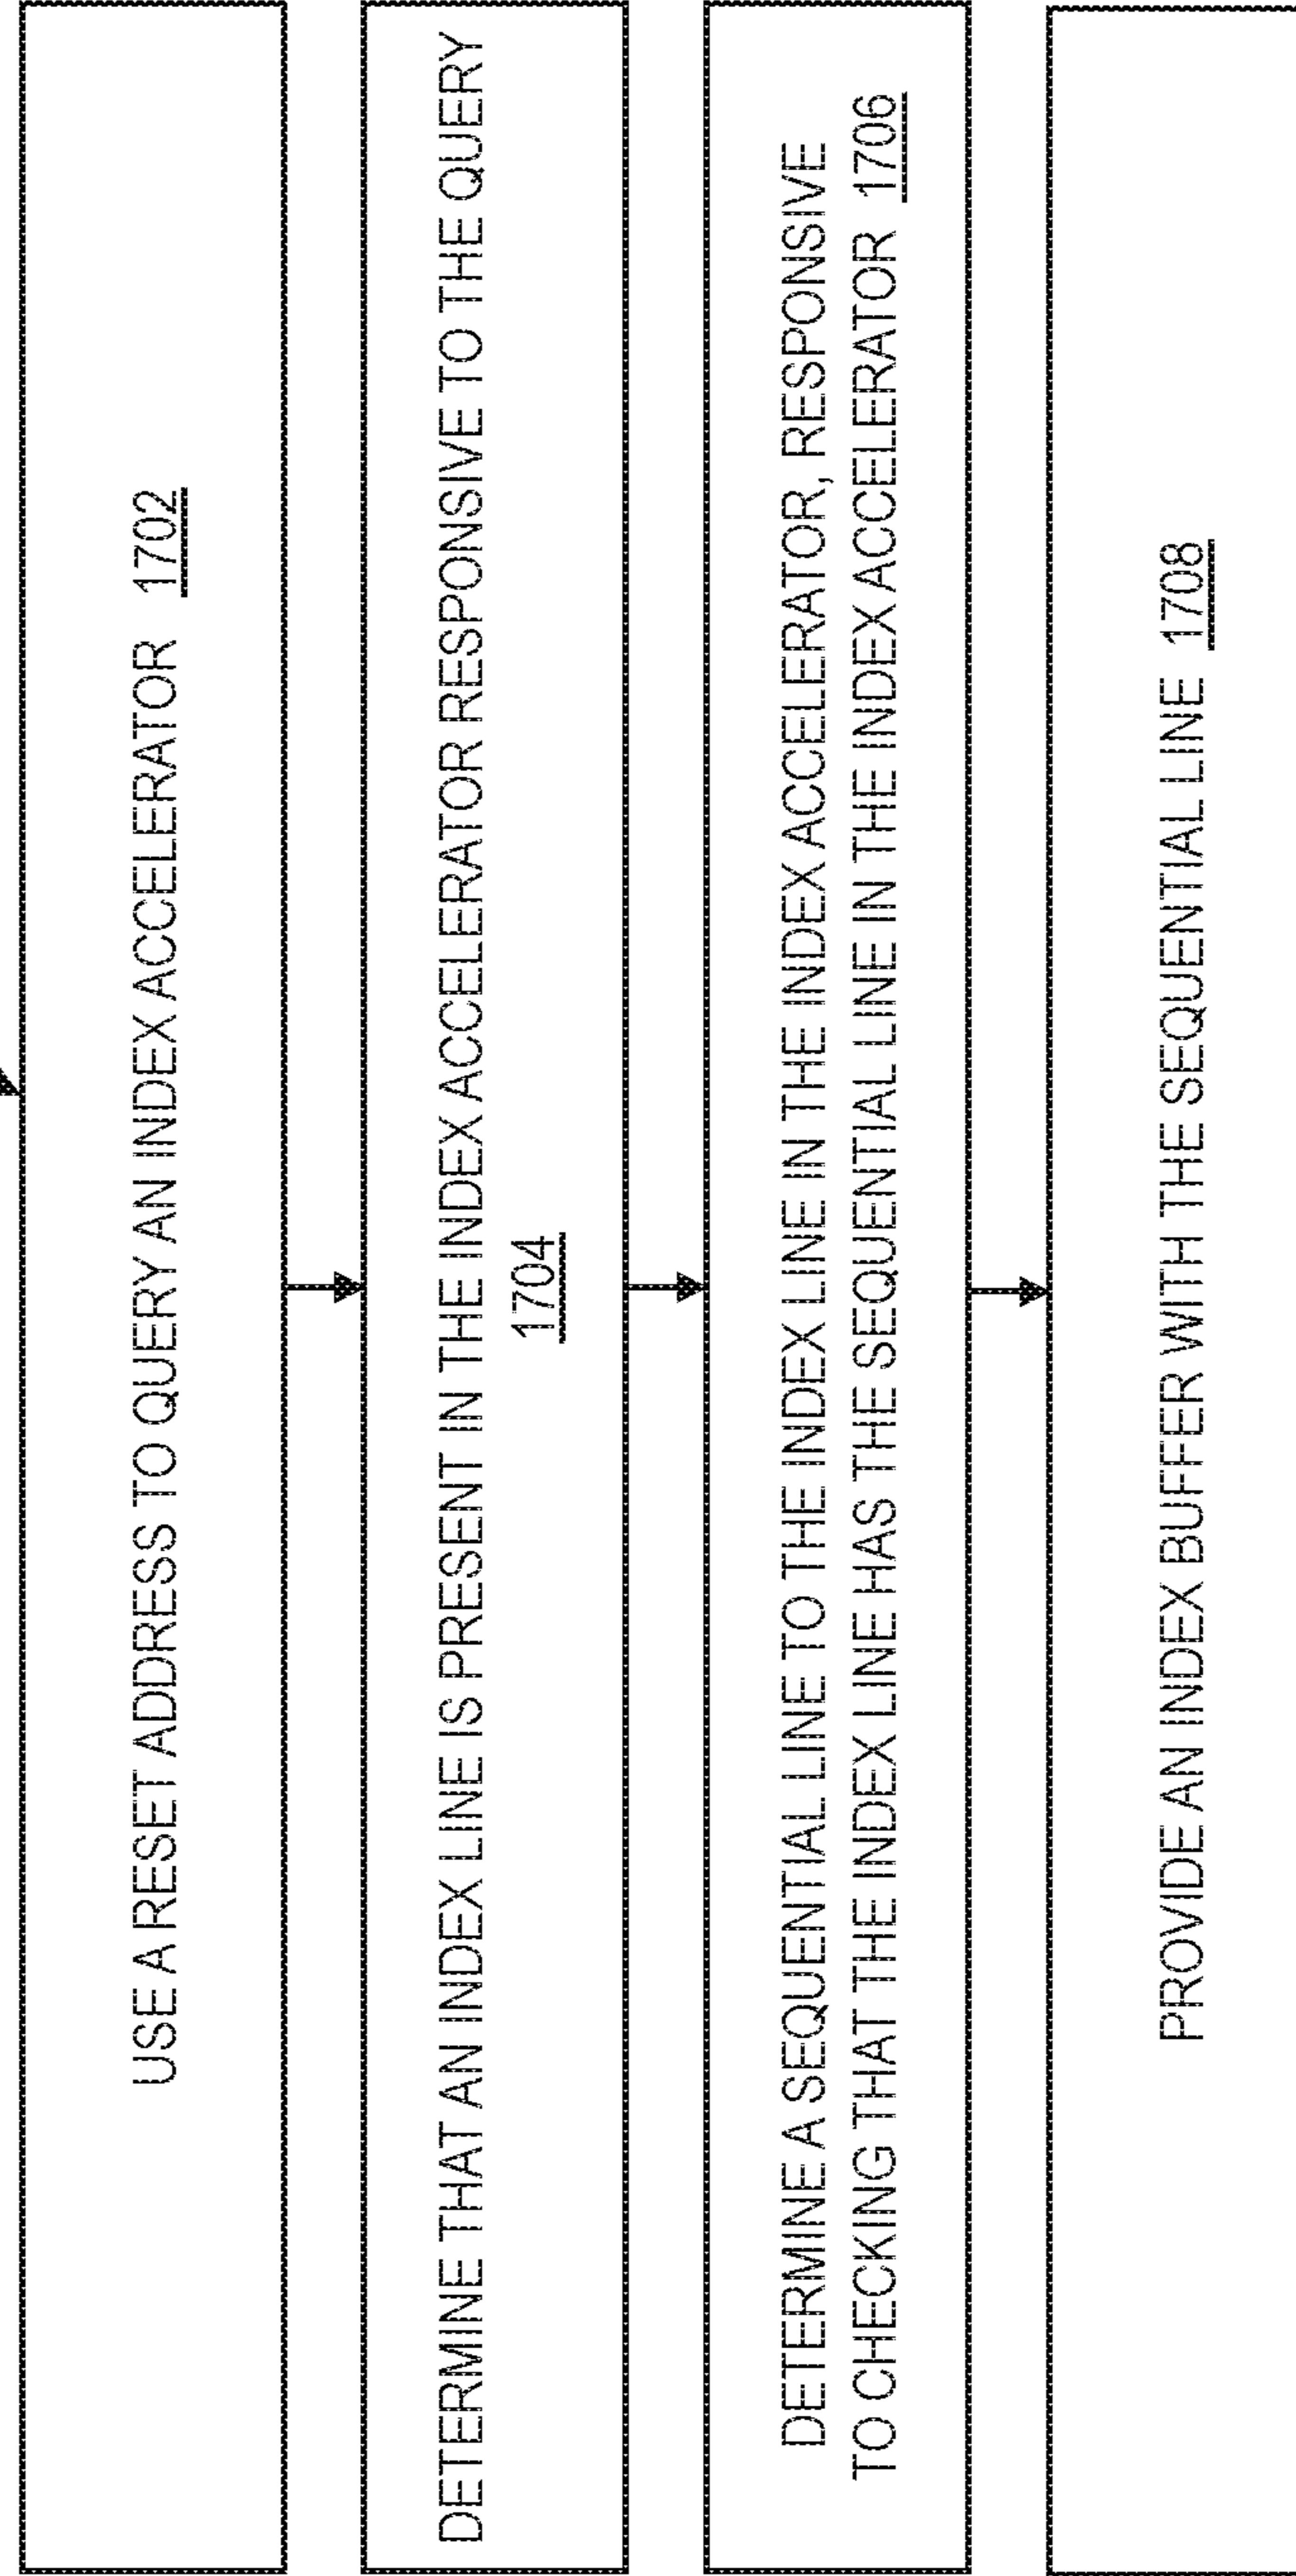 USE A RESET ADDRESS TO QUERY AN INDEX ACCELERATOR 1702
DETERMINE THAT AN INDEX LINE IS PRESENT IN THE INDEX ACCELERATOR RESPONSIVE TO THE QUERY
1704
DETERMINE A SEQUENTIAL LINE TO THE INDEX LINE IN THE INDEX ACCELERATOR, RESPONSIVE
TO CHECKING THAT THE INDEX LINE HAS THE SEQUENTIAL LINE IN THE INDEX ACCELERATOR 1706
PROVIDE AN INDEX BUFFER WITH THE SEQUENTIAL LINE 1708